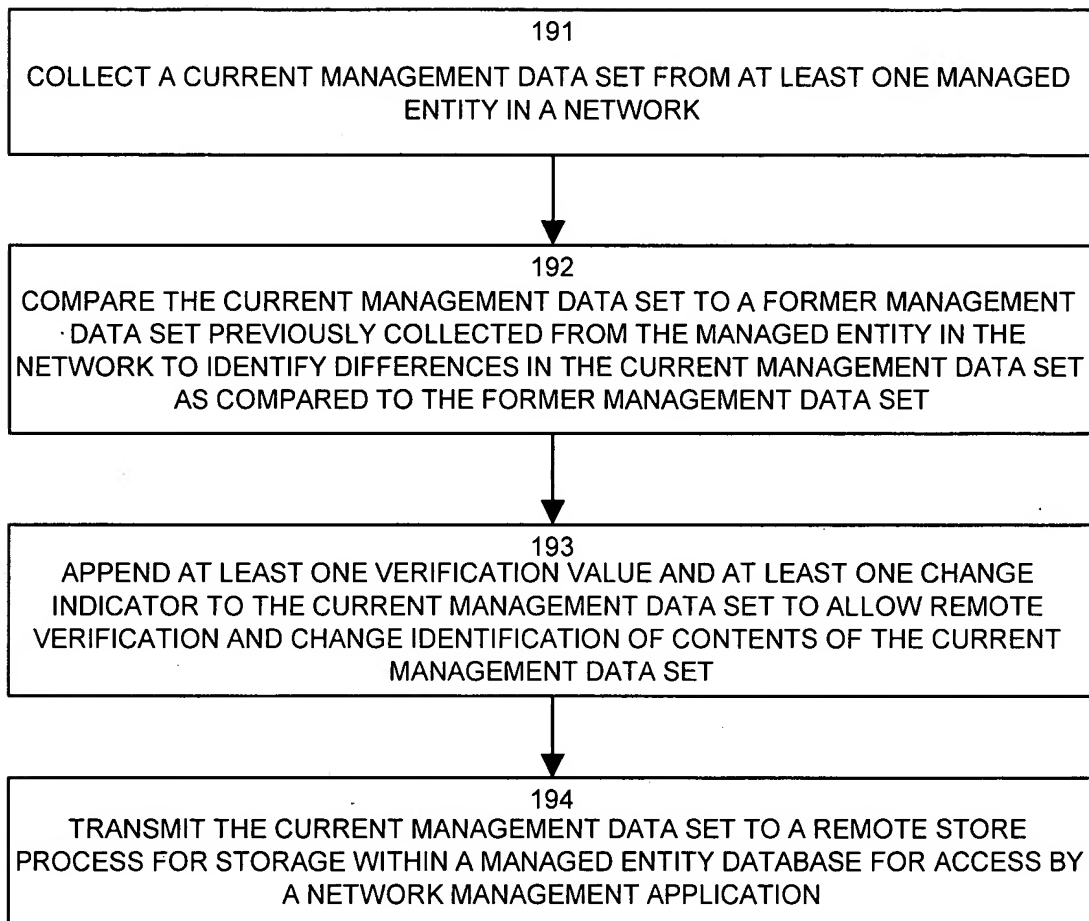 191
COLLECT A CURRENT MANAGEMENT DATA SET FROM AT LEAST ONE MANAGED
ENTITY IN A NETWORK
192
COMPARE THE CURRENT MANAGEMENT DATA SET TO A FORMER MANAGEMENT
DATA SET PREVIOUSLY COLLECTED FROM THE MANAGED ENTITY IN THE
NETWORK TO IDENTIFY DIFFERENCES IN THE CURRENT MANAGEMENT DATA SET
AS COMPARED TO THE FORMER MANAGEMENT DATA SET
193
APPEND AT LEAST ONE VERIFICATION VALUE AND AT LEAST ONE CHANGE
INDICATOR TO THE CURRENT MANAGEMENT DATA SET TO ALLOW REMOTE
VERIFICATION AND CHANGE IDENTIFICATION OF CONTENTS OF THE CURRENT
MANAGEMENT DATA SET
194
TRANSMIT THE CURRENT MANAGEMENT DATA SET TO A REMOTE STORE
PROCESS FOR STORAGE WITHIN A MANAGED ENTITY DATABASE FOR ACCESS BY
A NETWORK MANAGEMENT APPLICATION